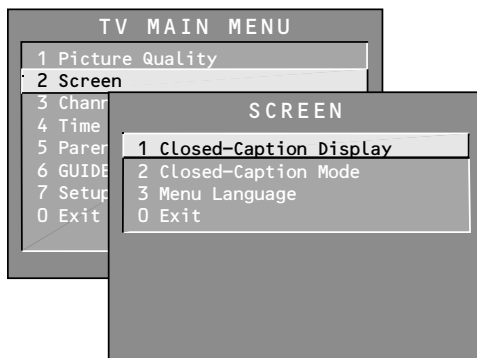 TV MAIN MENU
1 Picture Quality
2 Screen
3 Chann
4 Time
5 Paren
6 GUIDE
7 Setup
0 Exit
SCREEN
1 Closed-Caption Display
2 Closed-Caption Mode
3 Menu Language
0 Exit